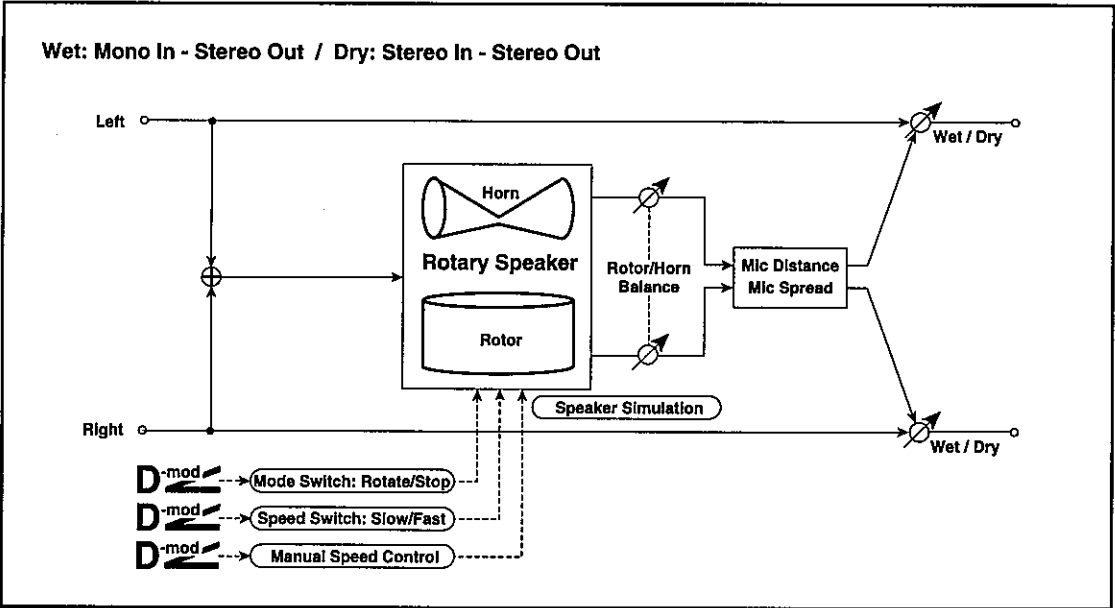 Wet: Mono In - Stereo Out / Dry: Stereo In - Stereo Out
Left
Wet / Dry
Horn
Rotary Speaker
Rotor/Horn
Balance
Mic Distance
Mic Spread
Rotor
Speaker Simulation
Right
Wet / Dry
D-mod
Mode Switch: Rotate/Stop
D-mod
Speed Switch: Slow/Fast
D-mod
Manual Speed Control